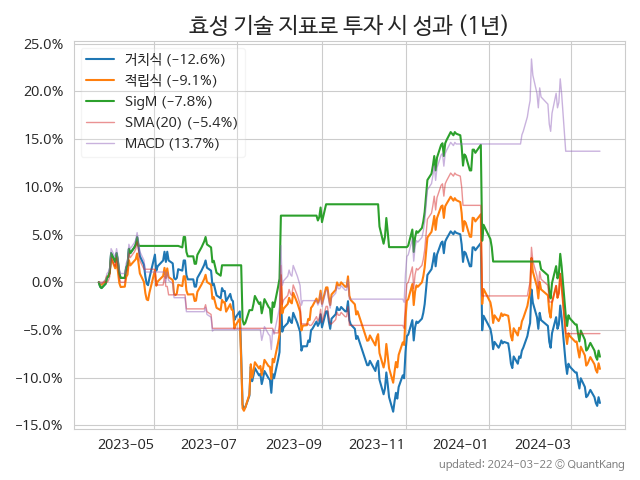 효성 기술 지표로 투자 시 성과 (1년)
25.0%
20.0%
15.0%
10.0%
5.0%
0.0%
−5.0%
−10.0%
−15.0%
거치식 (−12.6%)
적립식 (−9.1%)
SigM (−7.8%)
SMA(20) (−5.4%)
MACD (13.7%)
2023-05 2023-07 2023-09 2023-11 2024-01 2024-03
updated: 2024-03-22 © QuantKang